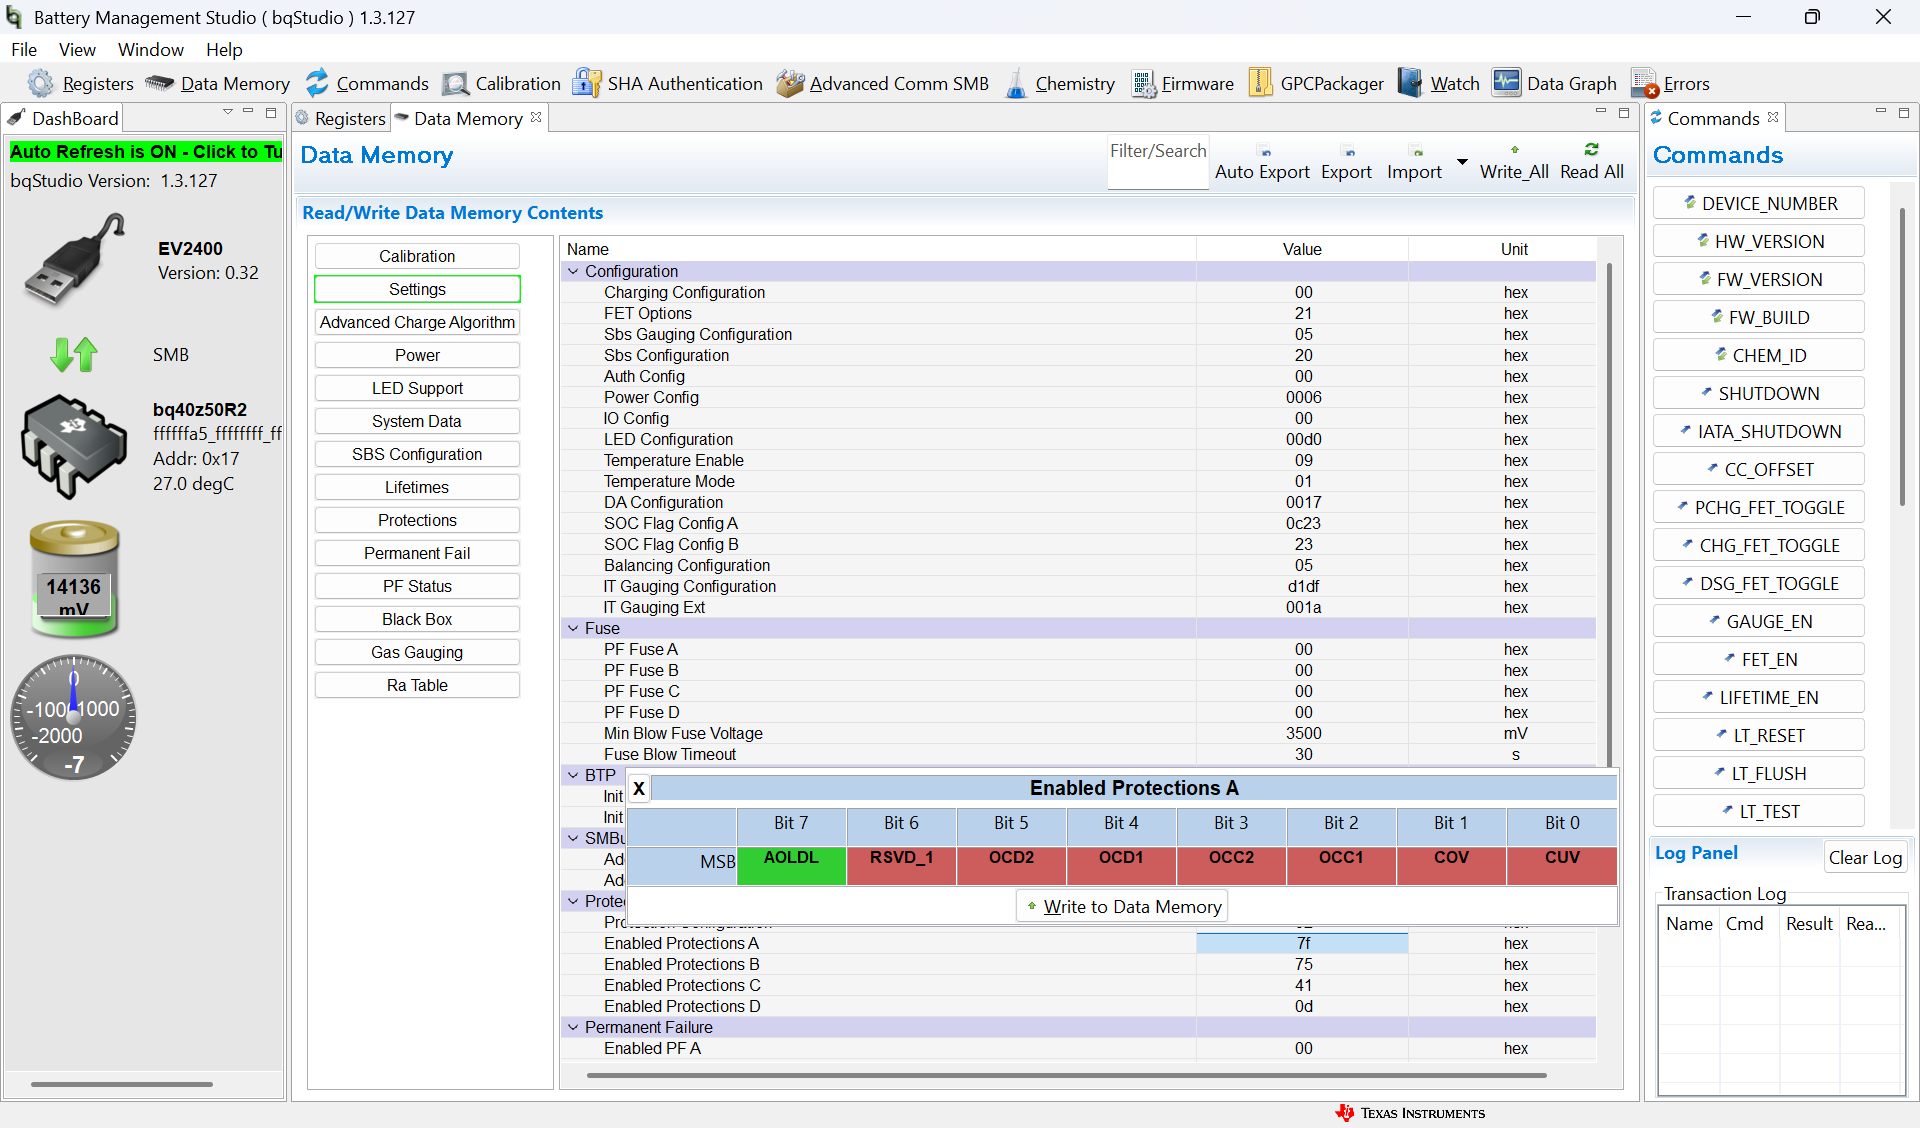 Battery Management Studio ( bqStudio ) 1.3.127
File View Window Help
Registers Data Memory Commands Calibration SHA Authentication Advanced Comm SMB Chemistry Firmware GPCPackager Watch Data Graph Errors
DashBoard
Auto Refresh is ON - Click to Tu
bqStudio Version: 1.3.127
EV2400
Version: 0.32
SMB
bq40z50R2
ffffffa5_ffffffff_ff
Addr: 0x17
27.0 degC
14136
mV
0
-1000 1000
-2000
-7
Registers Data Memory
Data Memory
Filter/Search Auto Export Export Import Write_All Read All
Read/Write Data Memory Contents
Calibration
Settings
Advanced Charge Algorithm
Power
LED Support
System Data
SBS Configuration
Lifetimes
Protections
Permanent Fail
PF Status
Black Box
Gas Gauging
Ra Table
Name Value Unit
Configuration
Charging Configuration 00 hex
FET Options 21 hex
Sbs Gauging Configuration 05 hex
Sbs Configuration 20 hex
Auth Config 00 hex
Power Config 0006 hex
IO Config 00 hex
LED Configuration 00d0 hex
Temperature Enable 09 hex
Temperature Mode 01 hex
DA Configuration 0017 hex
SOC Flag Config A 0c23 hex
SOC Flag Config B 23 hex
Balancing Configuration 05 hex
IT Gauging Configuration d1df hex
IT Gauging Ext 001a hex
Fuse
PF Fuse A 00 hex
PF Fuse B 00 hex
PF Fuse C 00 hex
PF Fuse D 00 hex
Min Blow Fuse Voltage 3500 mV
Fuse Blow Timeout 30 s
BTP
Init
Init
SMBu
Ad
Ad
Prote
X Enabled Protections A
Bit 7 Bit 6 Bit 5 Bit 4 Bit 3 Bit 2 Bit 1 Bit 0
MSB AOLDL RSVD_1 OCD2 OCD1 OCC2 OCC1 COV CUV
Write to Data Memory
Enabled Protections A 7f hex
Enabled Protections B 75 hex
Enabled Protections C 41 hex
Enabled Protections D 0d hex
Permanent Failure
Enabled PF A 00 hex
Commands
Commands
DEVICE_NUMBER
HW_VERSION
FW_VERSION
FW_BUILD
CHEM_ID
SHUTDOWN
IATA_SHUTDOWN
CC_OFFSET
PCHG_FET_TOGGLE
CHG_FET_TOGGLE
DSG_FET_TOGGLE
GAUGE_EN
FET_EN
LIFETIME_EN
LT_RESET
LT_FLUSH
LT_TEST
Log Panel Clear Log
Transaction Log
Name Cmd Result Rea...
TEXAS INSTRUMENTS